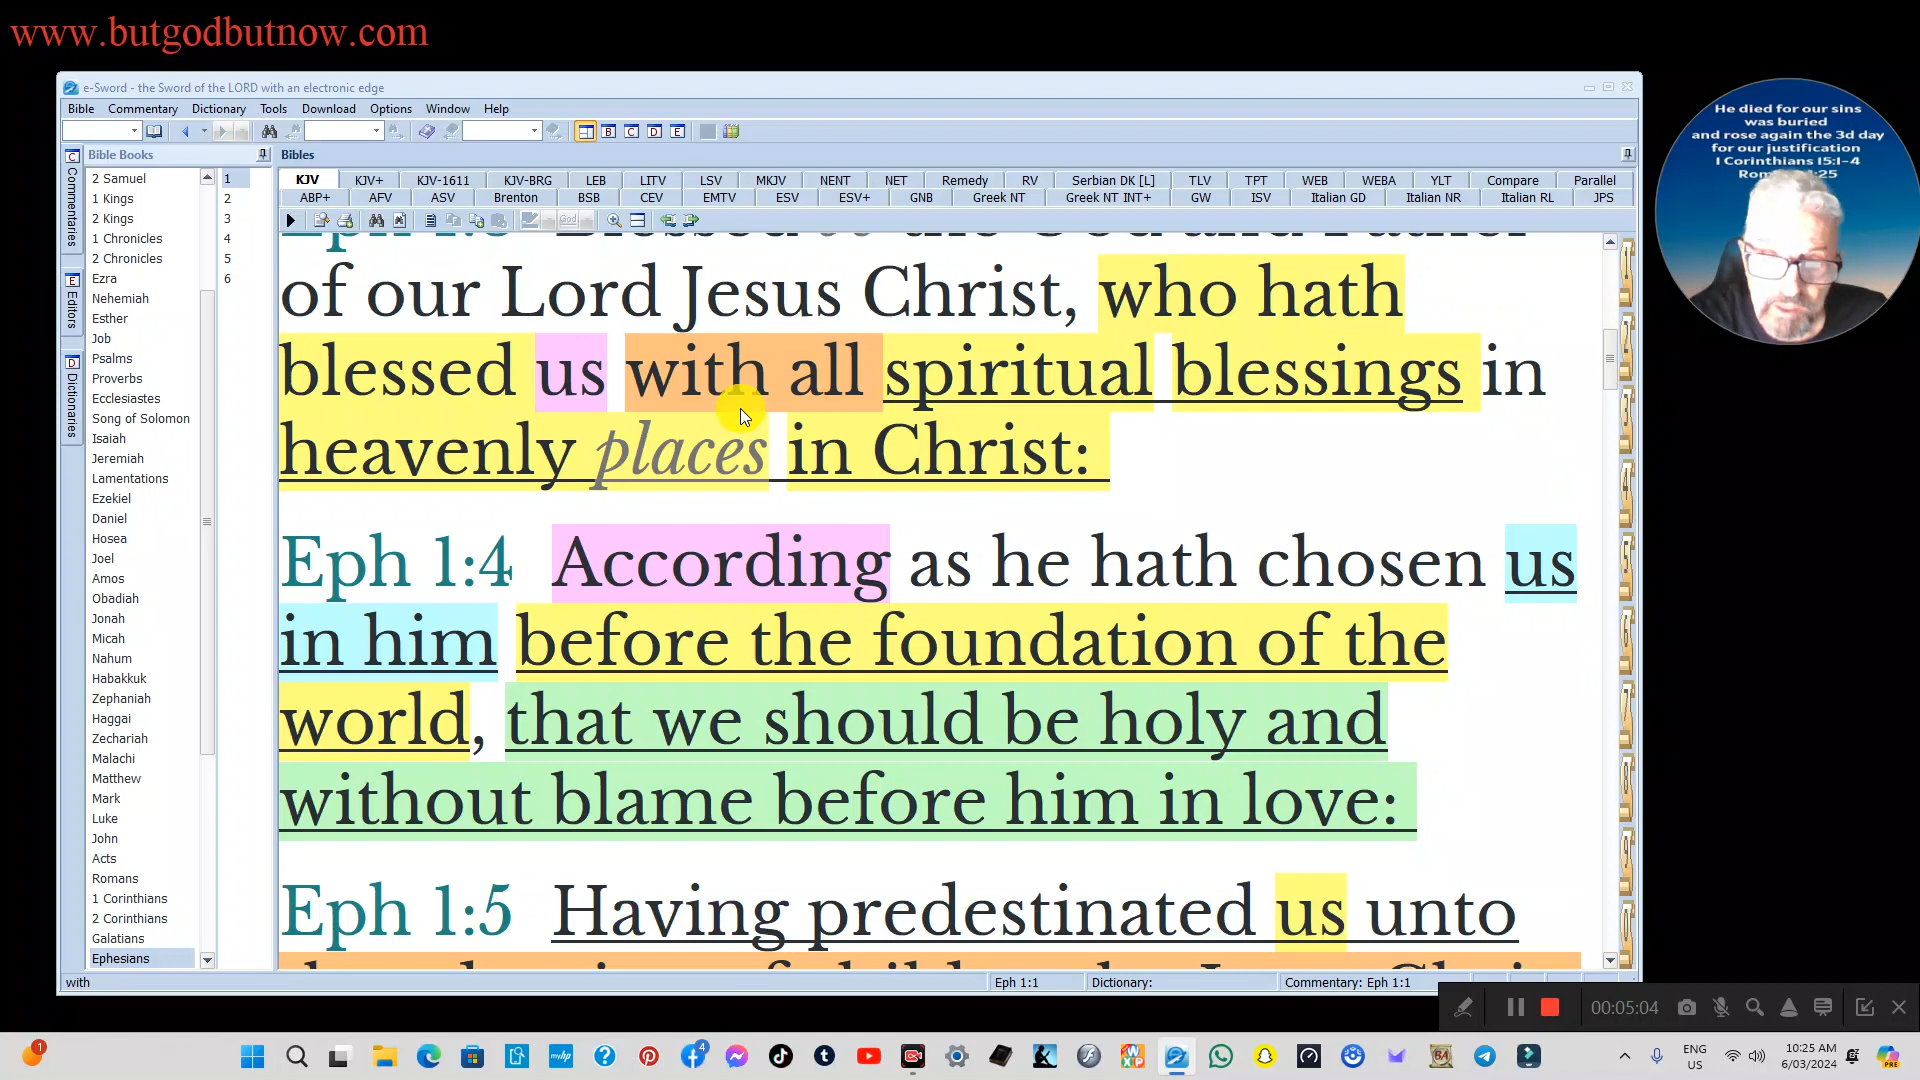 www.butgodbutnow.com
He died for our sins
was buried
and rose again the 3d day
for our justification
I Corinthians 15:1-4
e-Sword - the Sword of the LORD with an electronic edge
Bible Commentary Dictionary Tools Download Options Window Help
B C D E
Bible Books
Bibles
KJV KJV+ KJV-1611 KJV-BRG LEB LITV LSV MKJV NENT NET Remedy RV Serbian DK [L] TLV TPT WEB WEBA YLT Compare Parallel
ABP+ AFV ASV Brenton BSB CEV EMTV ESV ESV+ GNB Greek NT Greek NT INT+ GW ISV Italian GD Italian NR Italian RL JPS
Commentaries
Editors
Dictionaries
2 Samuel
1 Kings
2 Kings
1 Chronicles
2 Chronicles
Ezra
Nehemiah
Esther
Job
Psalms
Proverbs
Ecclesiastes
Song of Solomon
Isaiah
Jeremiah
Lamentations
Ezekiel
Daniel
Hosea
Joel
Amos
Obadiah
Jonah
Micah
Nahum
Habakkuk
Zephaniah
Haggai
Zechariah
Malachi
Matthew
Mark
Luke
John
Acts
Romans
1 Corinthians
2 Corinthians
Galatians
Ephesians
1
2
3
4
5
6
of our Lord Jesus Christ, who hath
blessed us with all spiritual blessings in
heavenly places in Christ:
Eph 1:4 According as he hath chosen us
in him before the foundation of the
world, that we should be holy and
without blame before him in love:
Eph 1:5 Having predestinated us unto
with
Eph 1:1
Dictionary:
Commentary: Eph 1:1
00:05:04
ENG
US
10:25 AM
6/03/2024